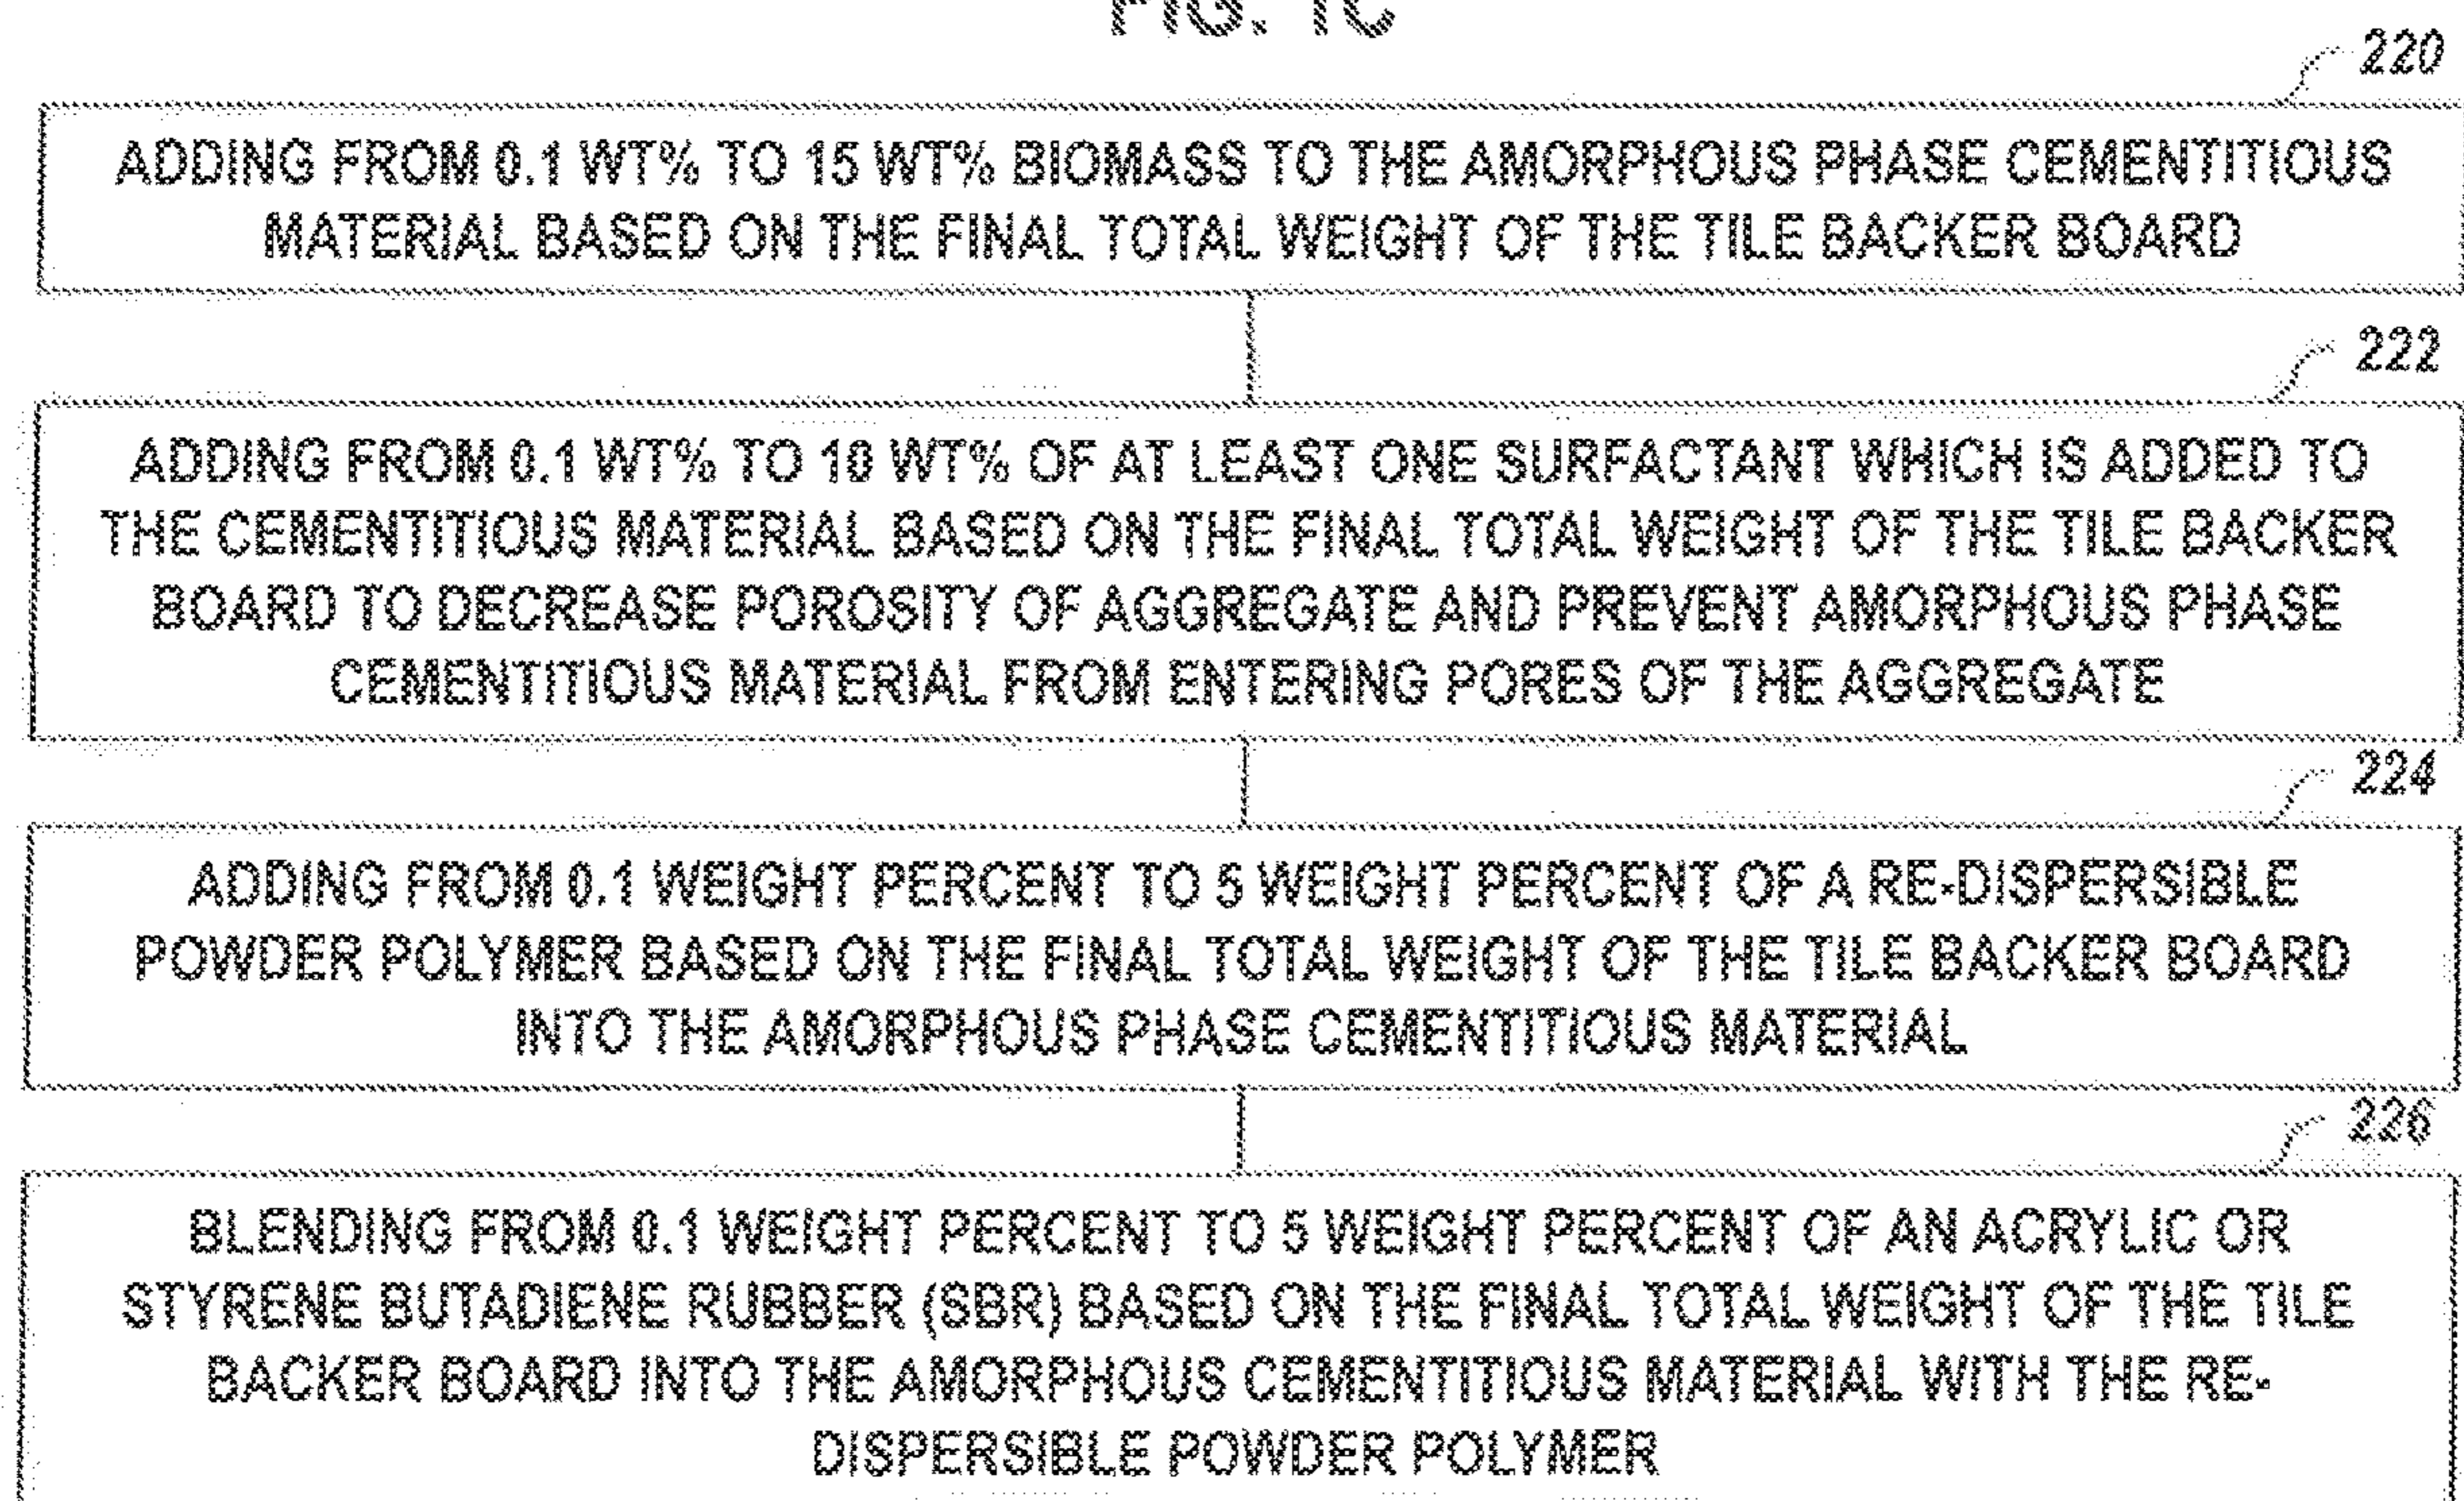 FIG. 1C
220
ADDING FROM 0.1 WT% TO 15 WT% BIOMASS TO THE AMORPHOUS PHASE CEMENTITIOUS
MATERIAL BASED ON THE FINAL TOTAL WEIGHT OF THE TILE BACKER BOARD
222
ADDING FROM 0.1 WT% TO 10 WT% OF AT LEAST ONE SURFACTANT WHICH IS ADDED TO
THE CEMENTITIOUS MATERIAL BASED ON THE FINAL TOTAL WEIGHT OF THE TILE BACKER
BOARD TO DECREASE POROSITY OF AGGREGATE AND PREVENT AMORPHOUS PHASE
CEMENTITIOUS MATERIAL FROM ENTERING PORES OF THE AGGREGATE
224
ADDING FROM 0.1 WEIGHT PERCENT TO 5 WEIGHT PERCENT OF A RE-DISPERSIBLE
POWDER POLYMER BASED ON THE FINAL TOTAL WEIGHT OF THE TILE BACKER BOARD
INTO THE AMORPHOUS PHASE CEMENTITIOUS MATERIAL
226
BLENDING FROM 0.1 WEIGHT PERCENT TO 5 WEIGHT PERCENT OF AN ACRYLIC OR
STYRENE BUTADIENE RUBBER (SBR) BASED ON THE FINAL TOTAL WEIGHT OF THE TILE
BACKER BOARD INTO THE AMORPHOUS CEMENTITIOUS MATERIAL WITH THE RE-
DISPERSIBLE POWDER POLYMER